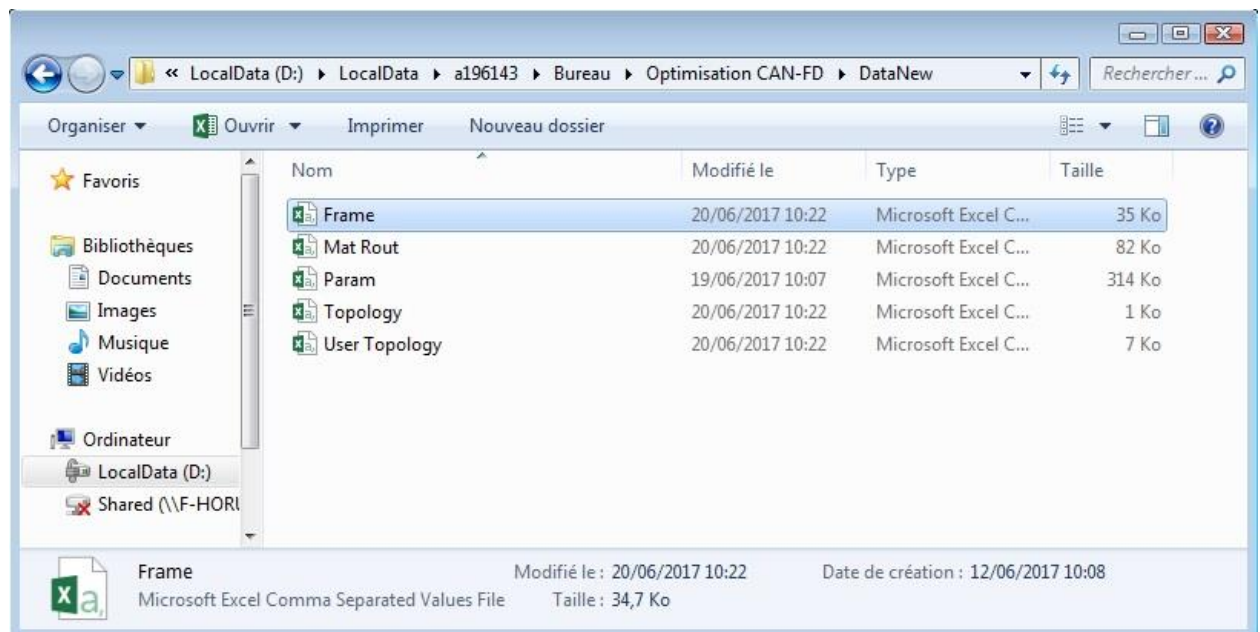 « LocalData (D:) ▸ LocalData ▸ a196143 ▸ Bureau ▸ Optimisation CAN-FD ▸ DataNew Rechercher ...
Organiser Ouvrir Imprimer Nouveau dossier
Favoris
Bibliothèques
Documents
Images
Musique
Vidéos
Ordinateur
LocalData (D:)
Shared (\\F-HORU
Nom Modifié le Type Taille
Frame 20/06/2017 10:22 Microsoft Excel C... 35 Ko
Mat Rout 20/06/2017 10:22 Microsoft Excel C... 82 Ko
Param 19/06/2017 10:07 Microsoft Excel C... 314 Ko
Topology 20/06/2017 10:22 Microsoft Excel C... 1 Ko
User Topology 20/06/2017 10:22 Microsoft Excel C... 7 Ko
Frame Modifié le : 20/06/2017 10:22 Date de création : 12/06/2017 10:08
Microsoft Excel Comma Separated Values File Taille : 34,7 Ko